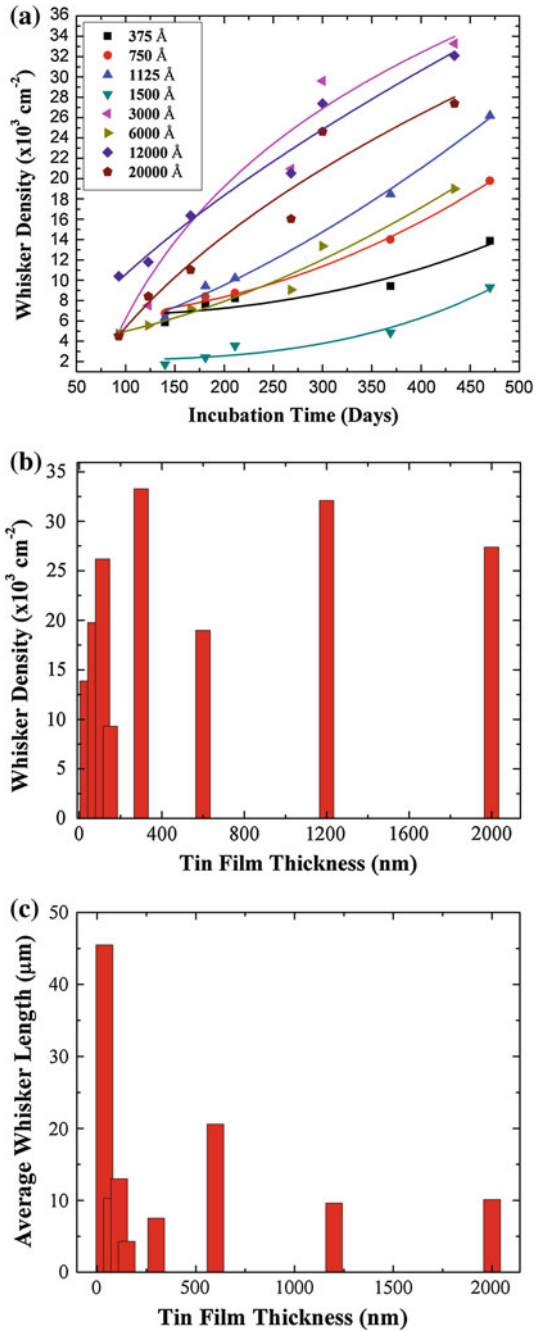 (a)
36
34
32
30
28
26
24
22
20
18
16
14
12
10
8
6
4
2
Whisker Density (x10³ cm⁻²)
375 Å
750 Å
1125 Å
1500 Å
3000 Å
6000 Å
12000 Å
20000 Å
50 100 150 200 250 300 350 400 450 500
Incubation Time (Days)
(b)
35
30
25
20
15
10
5
0
Whisker Density (x10³ cm⁻²)
0 400 800 1200 1600 2000
Tin Film Thickness (nm)
(c)
50
40
30
20
10
0
Average Whisker Length (µm)
0 500 1000 1500 2000
Tin Film Thickness (nm)